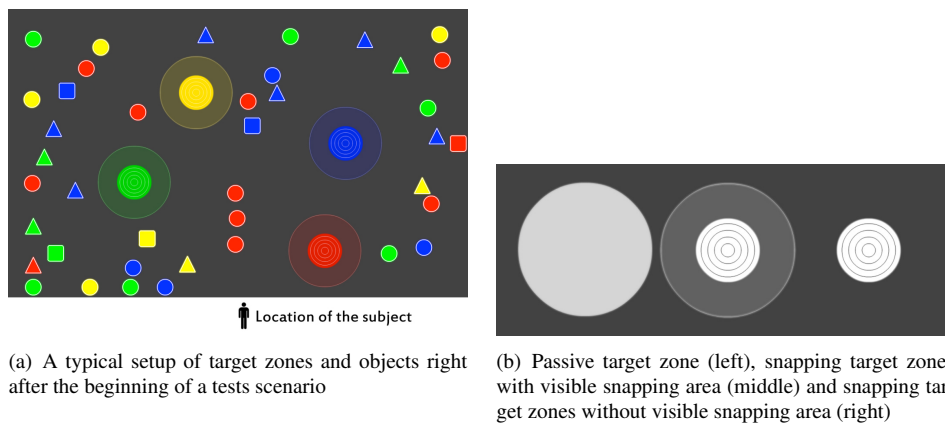 Location of the subject
(a) A typical setup of target zones and objects right
after the beginning of a tests scenario
(b) Passive target zone (left), snapping target zone
with visible snapping area (middle) and snapping tar
get zones without visible snapping area (right)